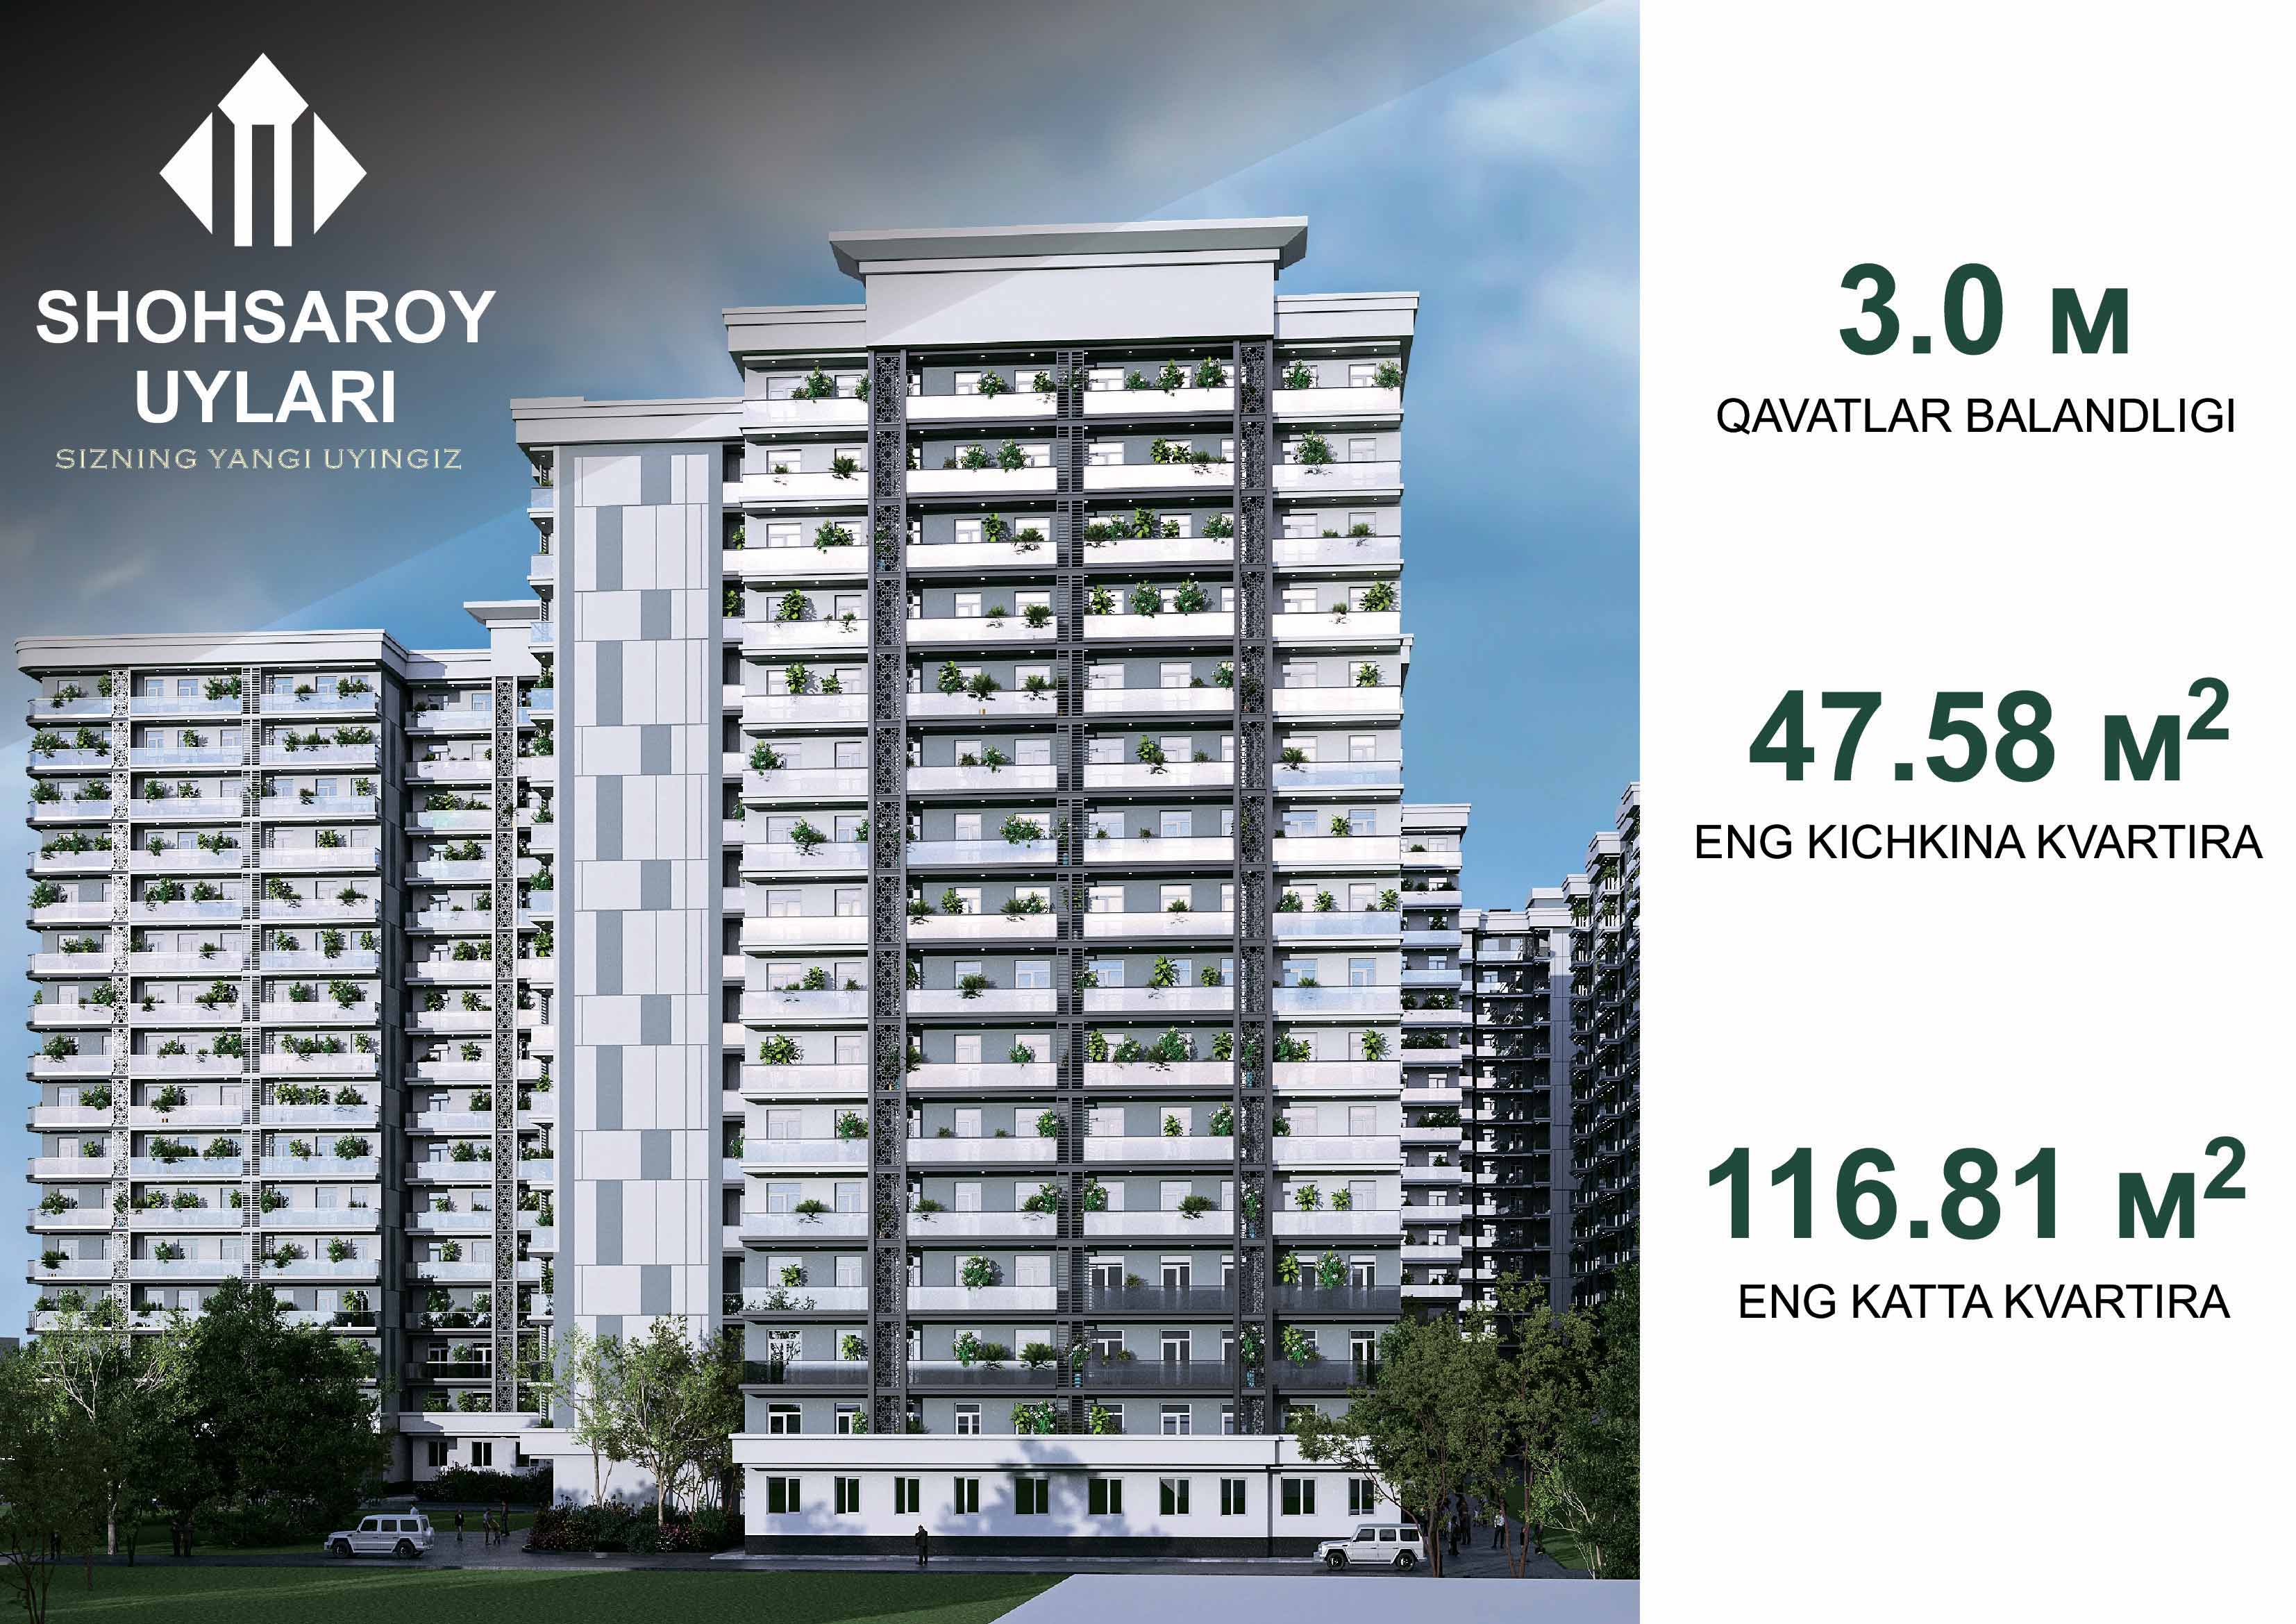 SHOHSAROY
UYLARI
SIZNING YANGI UYINGIZ
3.0 м
QAVATLAR BALANDLIGI
47.58 м²
ENG KICHKINA KVARTIRA
116.81 м²
ENG KATTA KVARTIRA